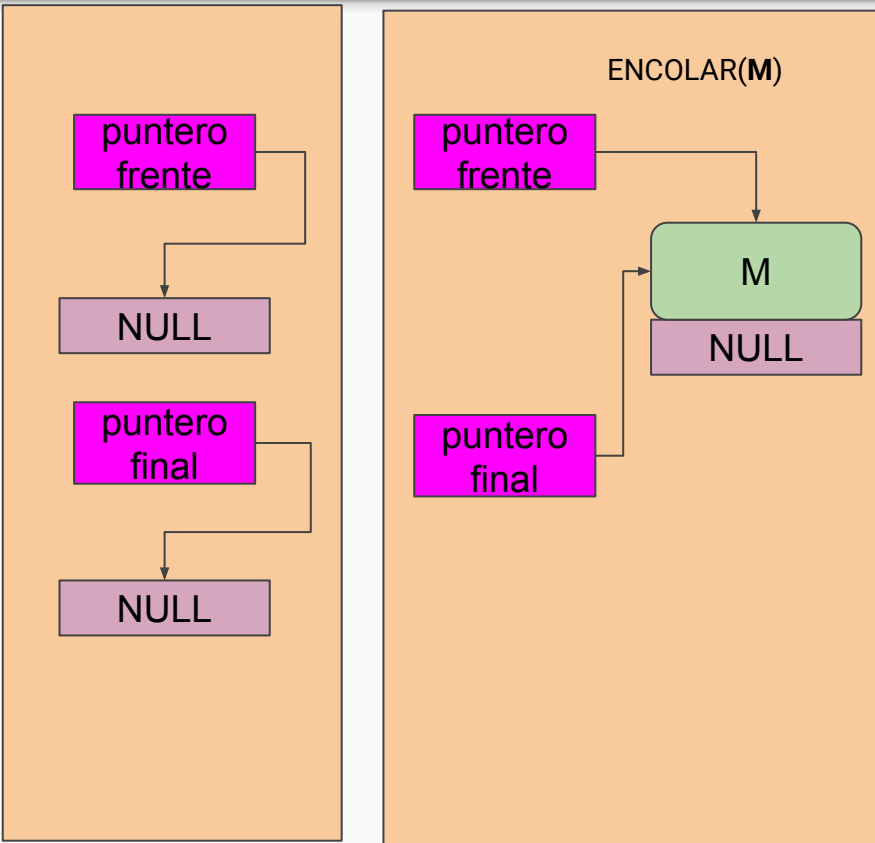 puntero
frente
NULL
puntero
final
NULL
ENCOLAR(M)
puntero
frente
M
NULL
puntero
final